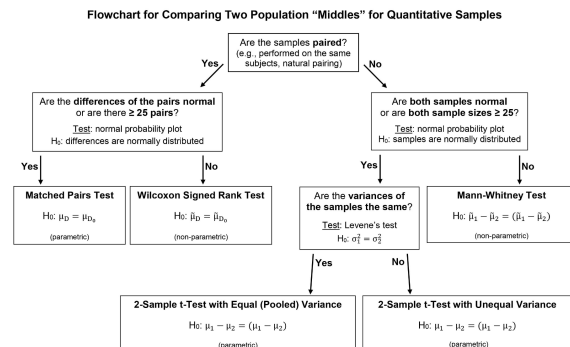 Flowchart for Comparing Two Population “Middles” for Quantitative Samples
Are the samples paired?
(e.g., performed on the same
subjects, natural pairing)
Yes
No
Are the differences of the pairs normal
or are there ≥ 25 pairs?
Test: normal probability plot
H₀: differences are normally distributed
Are both samples normal
or are both sample sizes ≥ 25?
Test: normal probability plot
H₀: samples are normally distributed
Yes
No
Yes
No
Matched Pairs Test
H₀: μ_D = μ_D₀
(parametric)
Wilcoxon Signed Rank Test
H₀: μ̃_D = μ̃_D₀
(non-parametric)
Are the variances of
the samples the same?
Test: Levene’s test
H₀: σ₁² = σ₂²
Mann-Whitney Test
H₀: μ̃₁ − μ̃₂ = (μ̃₁ − μ̃₂)
(non-parametric)
Yes
No
2-Sample t-Test with Equal (Pooled) Variance
H₀: μ₁ − μ₂ = (μ₁ − μ₂)
(parametric)
2-Sample t-Test with Unequal Variance
H₀: μ₁ − μ₂ = (μ₁ − μ₂)
(parametric)